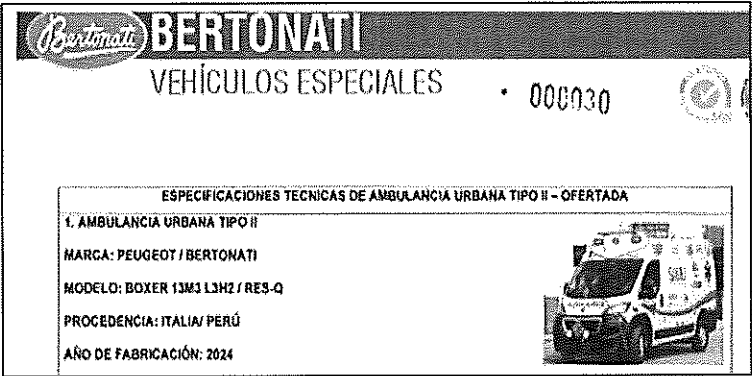 Bertonati BERTONATI
VEHÍCULOS ESPECIALES
000030
ESPECIFICACIONES TECNICAS DE AMBULANCIA URBANA TIPO II – OFERTADA
1. AMBULANCIA URBANA TIPO II
MARCA: PEUGEOT / BERTONATI
MODELO: BOXER 13M3 L3H2 / RES-Q
PROCEDENCIA: ITALIA/ PERÚ
AÑO DE FABRICACIÓN: 2024